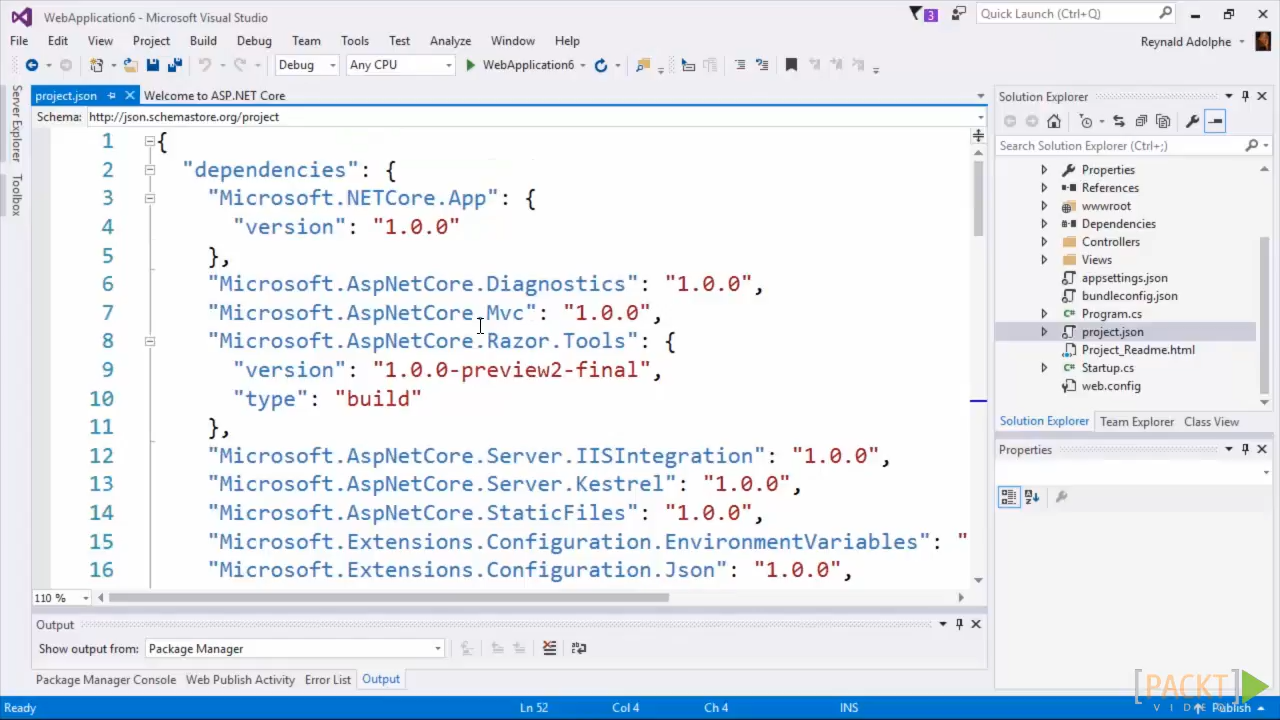 WebApplication6 - Microsoft Visual Studio
3
Quick Launch (Ctrl+Q)
File Edit View Project Build Debug Team Tools Test Analyze Window Help
Reynald Adolphe
Debug Any CPU WebApplication6
Server Explorer
Toolbox
project.json Welcome to ASP.NET Core
Schema: http://json.schemastore.org/project
1 {
2 "dependencies": {
3 "Microsoft.NETCore.App": {
4 "version": "1.0.0"
5 },
6 "Microsoft.AspNetCore.Diagnostics": "1.0.0",
7 "Microsoft.AspNetCore.Mvc": "1.0.0",
8 "Microsoft.AspNetCore.Razor.Tools": {
9 "version": "1.0.0-preview2-final",
10 "type": "build"
11 },
12 "Microsoft.AspNetCore.Server.IISIntegration": "1.0.0",
13 "Microsoft.AspNetCore.Server.Kestrel": "1.0.0",
14 "Microsoft.AspNetCore.StaticFiles": "1.0.0",
15 "Microsoft.Extensions.Configuration.EnvironmentVariables": "
16 "Microsoft.Extensions.Configuration.Json": "1.0.0",
110 %
Output
Show output from: Package Manager
Package Manager Console Web Publish Activity Error List Output
Solution Explorer
Search Solution Explorer (Ctrl+;)
Properties
References
wwwroot
Dependencies
Controllers
Views
appsettings.json
bundleconfig.json
Program.cs
project.json
Project_Readme.html
Startup.cs
web.config
Solution Explorer Team Explorer Class View
Properties
Ready Ln 52 Col 4 Ch 4 INS Publish
PACKT
VIDEO